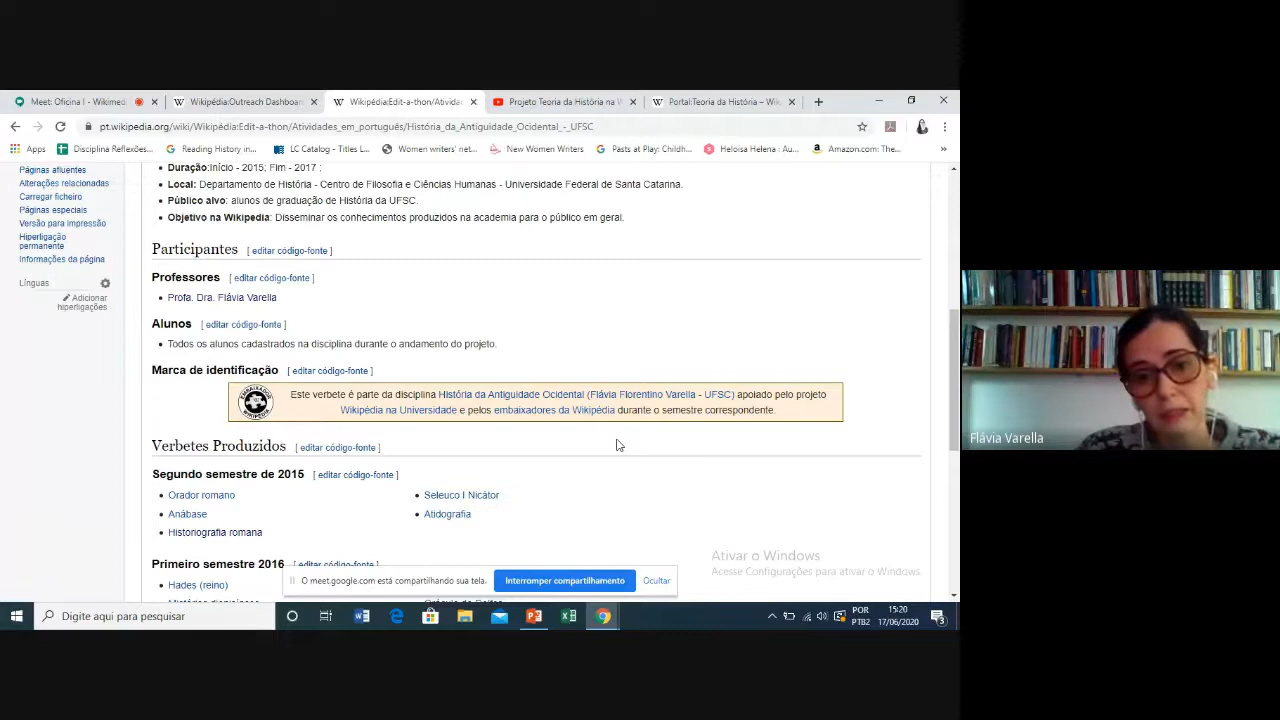 Meet: Oficina I - Wikimed
Wikipédia:Outreach Dashboar
Wikipédia:Edit-a-thon/Ativida
Projeto Teoria da História na W
Portal:Teoria da História – Wik
pt.wikipedia.org/wiki/Wikipédia:Edit-a-thon/Atividades_em_português/História_da_Antiguidade_Ocidental_-_UFSC
Apps
Disciplina Reflexões...
Reading History in...
LC Catalog - Titles L...
Women writers' net...
New Women Writers
Pasts at Play: Childh...
Heloisa Helena : Au...
Amazon.com: The...
»
Páginas afluentes
Alterações relacionadas
Carregar ficheiro
Páginas especiais
Versão para impressão
Hiperligação
permanente
Informações da página
Línguas
Adicionar
hiperligações
Duração:Início - 2015; Fim - 2017 ;
Local: Departamento de História - Centro de Filosofia e Ciências Humanas - Universidade Federal de Santa Catarina.
Público alvo: alunos de graduação de História da UFSC.
Objetivo na Wikipedia: Disseminar os conhecimentos produzidos na academia para o público em geral.
Participantes [ editar código-fonte ]
Professores [ editar código-fonte ]
Profa. Dra. Flávia Varella
Alunos [ editar código-fonte ]
Todos os alunos cadastrados na disciplina durante o andamento do projeto.
Marca de identificação [ editar código-fonte ]
EMBAIXADOR
WIKIPÉDIA
Este verbete é parte da disciplina História da Antiguidade Ocidental (Flávia Florentino Varella - UFSC) apoiado pelo projeto
Wikipédia na Universidade e pelos embaixadores da Wikipédia durante o semestre correspondente.
Verbetes Produzidos [ editar código-fonte ]
Segundo semestre de 2015 [ editar código-fonte ]
Orador romano
Anábase
Historiografia romana
Seleuco I Nicátor
Atidografia
Primeiro semestre 2016 [ editar código-fonte ]
Hades (reino)
O meet.google.com está compartilhando sua tela.
Interromper compartilhamento
Ocultar
Ativar o Windows
Acesse Configurações para ativar o Windows.
Flávia Varella
Digite aqui para pesquisar
POR
PTB2
15:20
17/06/2020
3